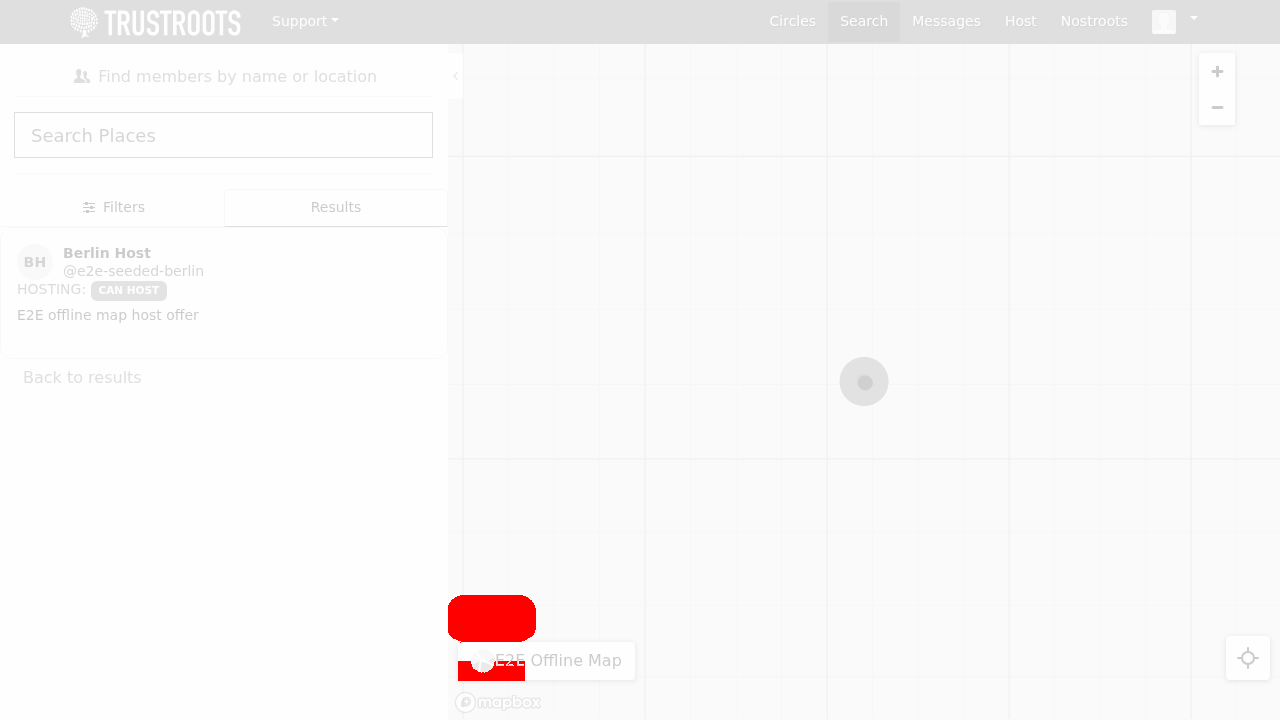 TRUSTROOTS Support Circles Search Messages Host Nostroots
Find members by name or location
Search Places
Filters Results
BH Berlin Host
@e2e-seeded-berlin
HOSTING: CAN HOST
E2E offline map host offer
Back to results
E2E Offline Map
mapbox